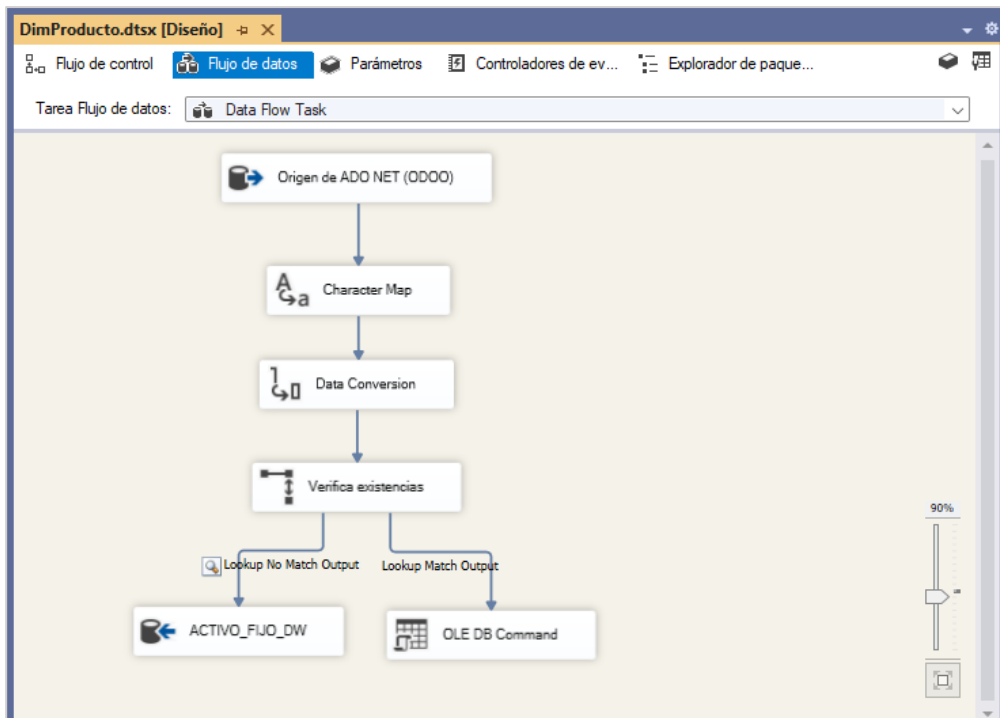 DimProducto.dtsx [Diseño]
Flujo de control Flujo de datos Parámetros Controladores de ev... Explorador de paque...
Tarea Flujo de datos: Data Flow Task
Origen de ADO NET (ODOO)
Character Map
Data Conversion
Verifica existencias
90%
Lookup No Match Output Lookup Match Output
ACTIVO_FIJO_DW
OLE DB Command